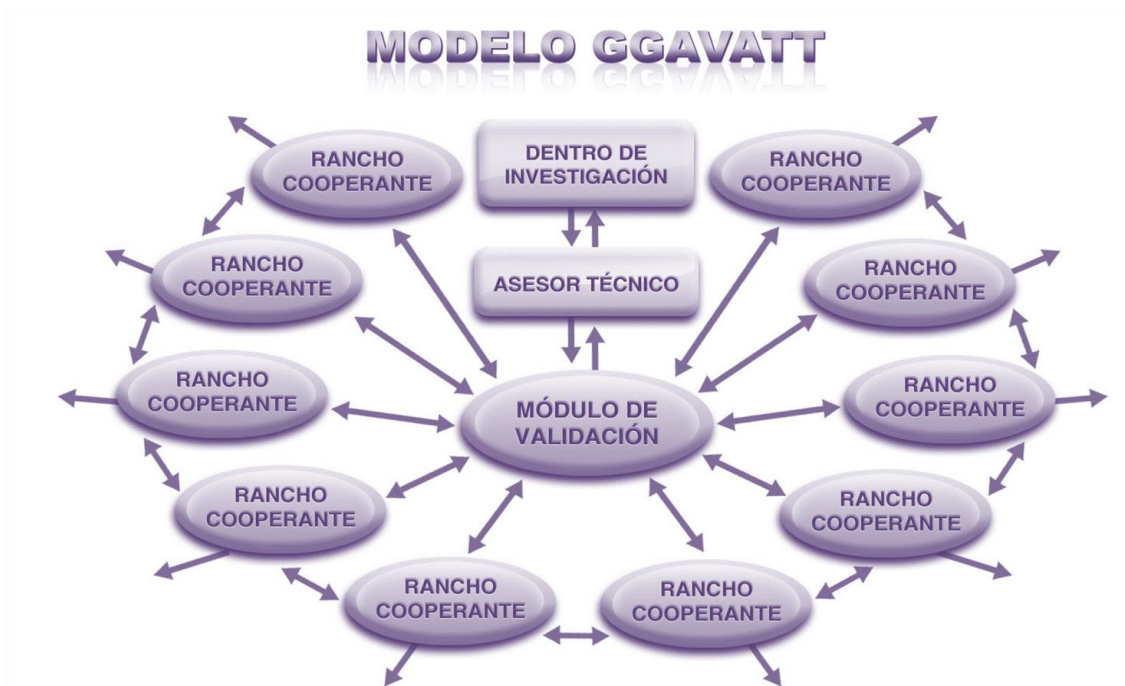 MODELO GGAVATT
RANCHO
COOPERANTE
DENTRO DE
INVESTIGACIÓN
RANCHO
COOPERANTE
RANCHO
COOPERANTE
ASESOR TÉCNICO
RANCHO
COOPERANTE
RANCHO
COOPERANTE
MÓDULO DE
VALIDACIÓN
RANCHO
COOPERANTE
RANCHO
COOPERANTE
RANCHO
COOPERANTE
RANCHO
COOPERANTE
RANCHO
COOPERANTE